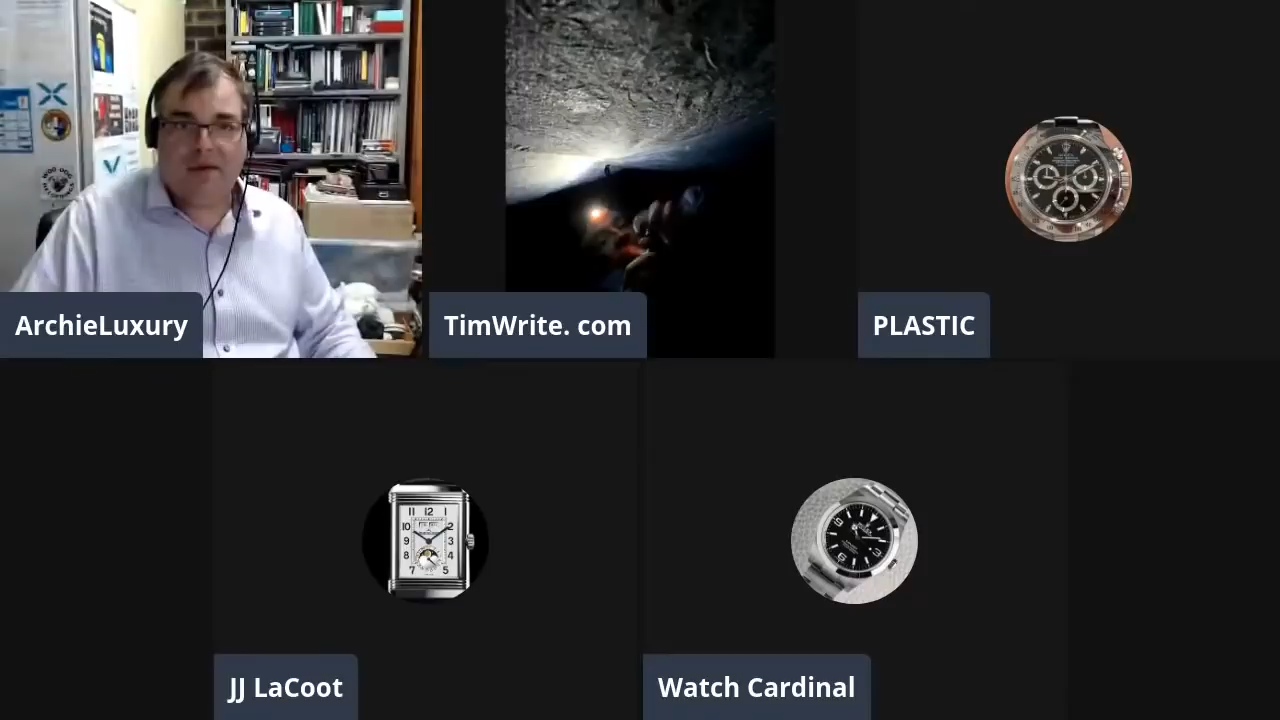 ArchieLuxury
TimWrite. com
PLASTIC
JJ LaCoot
Watch Cardinal